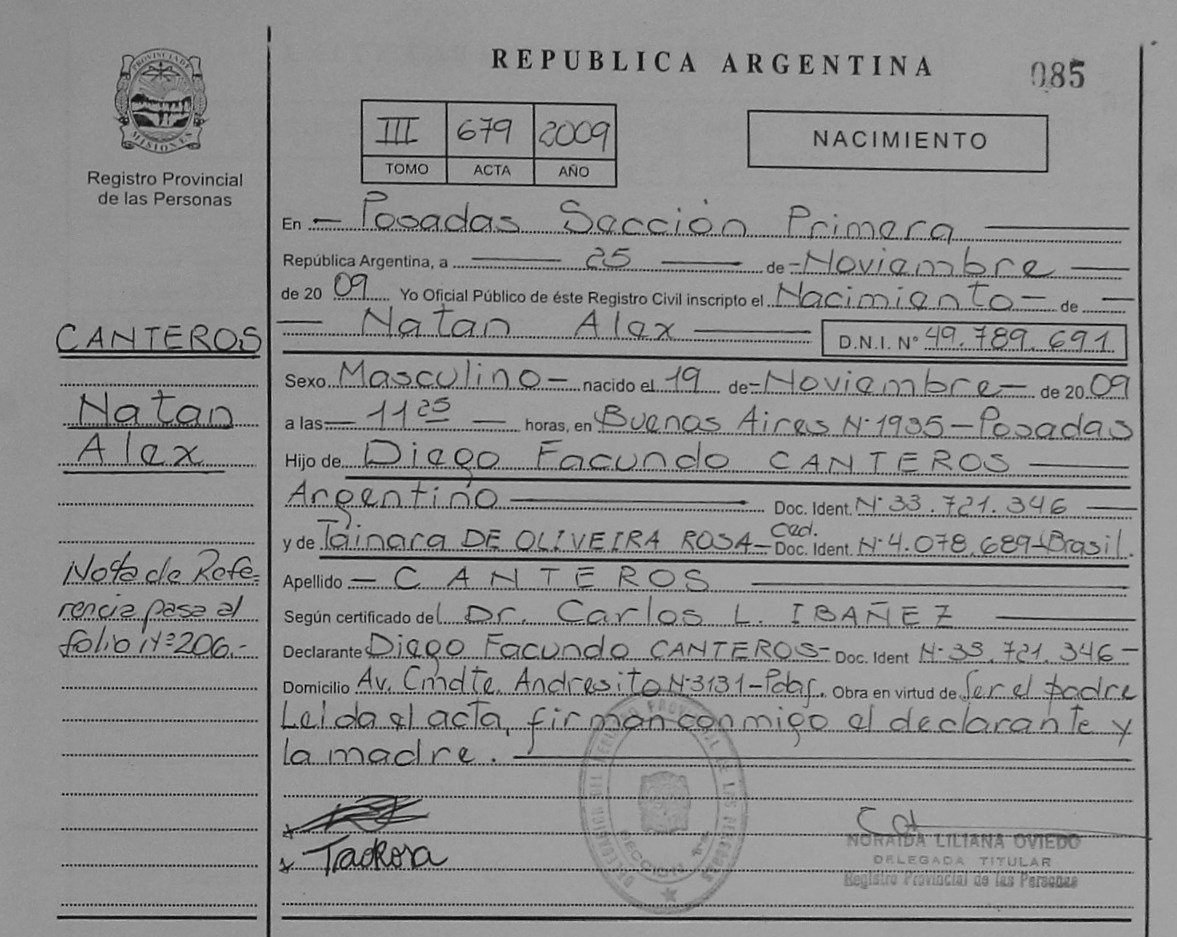 REPUBLICA ARGENTINA
085
PROVINCIA DE
MISIONES
Registro Provincial
de las Personas
III 679 2009
TOMO ACTA AÑO
NACIMIENTO
En — Posadas Sección Primera —
República Argentina, a — 25 — de — Noviembre —
de 2009 Yo Oficial Público de éste Registro Civil inscripto el Nacimiento — de —
— Natan Alex — D.N.I. N° 49.789.691
CANTEROS
Natan
Alex
Sexo Masculino — nacido el 19 de — Noviembre — de 2009
a las — 11 25 — horas, en Buenas Aires N° 1935 — Posadas
Hijo de Diego Facundo CANTEROS —
Argentino — Doc. Ident. N° 33.721.346 —
y de Tainara DE OLIVEIRA ROSA — Ced. Doc. Ident. N° 4.078.689 — Brasil.
Apellido — CANTEROS —
Según certificado del Dr. Carlos L. IBAÑEZ —
Declarante Diego Facundo CANTEROS — Doc. Ident N° 33.721.346 —
Domicilio Av. Cmdte. Andresito N° 3131 — Pdas. Obra en virtud de Ser el padre
Leida el acta, firman conmigo el declarante y
la madre. —
Nota de Refe-
rencia pasa al
folio N° 206.-
TaRosa
SECCION 1ra
NORAIDA LILIANA OVIEDO
DELEGADA TITULAR
Registro Provincial de las Personas